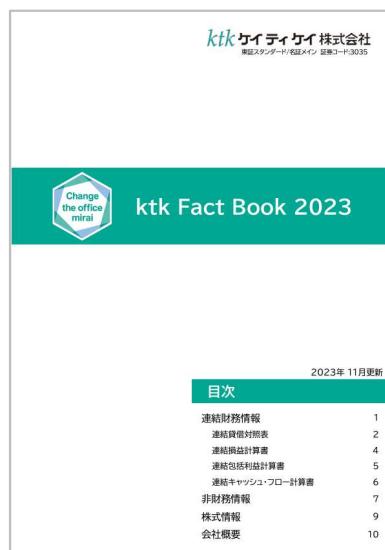 ktk ケイティケイ株式会社
東証スタンダード/名証メイン 証券コード:3035
Change
the office
mirai
ktk Fact Book 2023
2023年 11月更新
目次
連結財務情報 1
連結貸借対照表 2
連結損益計算書 4
連結包括利益計算書 5
連結キャッシュ・フロー計算書 6
非財務情報 7
株式情報 9
会社概要 10